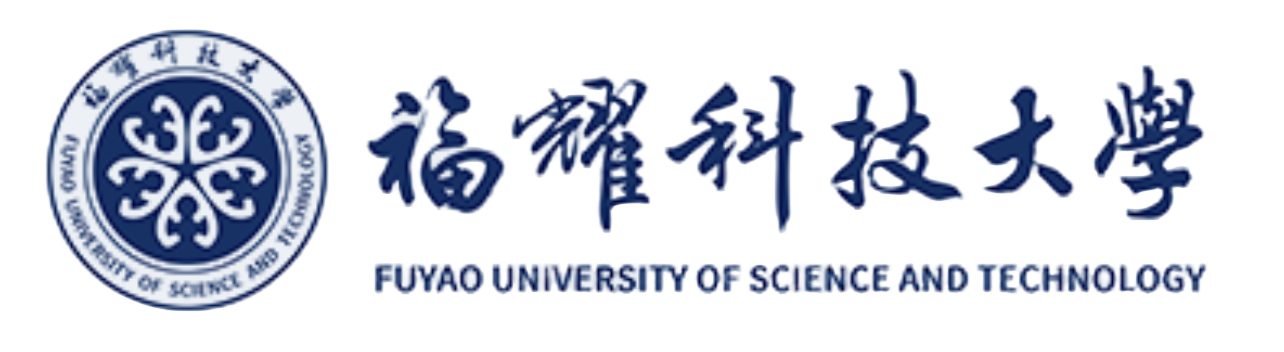 福耀科技大學
FUYAO UNIVERSITY OF SCIENCE AND TECHNOLOGY
福耀科技大學
FUYAO UNIVERSITY OF SCIENCE AND TECHNOLOGY